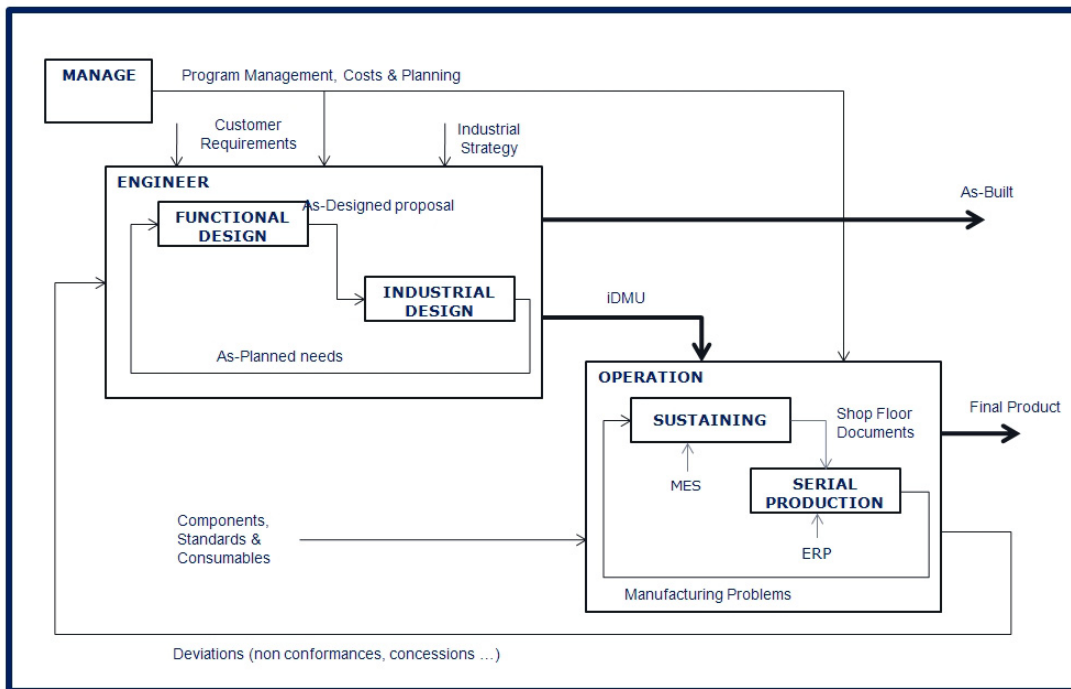 MANAGE
Program Management, Costs & Planning
Customer
Requirements
Industrial
Strategy
ENGINEER
As-Built
As-Designed proposal
FUNCTIONAL
DESIGN
INDUSTRIAL
DESIGN
iDMU
As-Planned needs
OPERATION
Final Product
SUSTAINING
Shop Floor
Documents
MES
SERIAL
PRODUCTION
Components,
Standards &
Consumables
ERP
Manufacturing Problems
Deviations (non conformances, concessions ...)